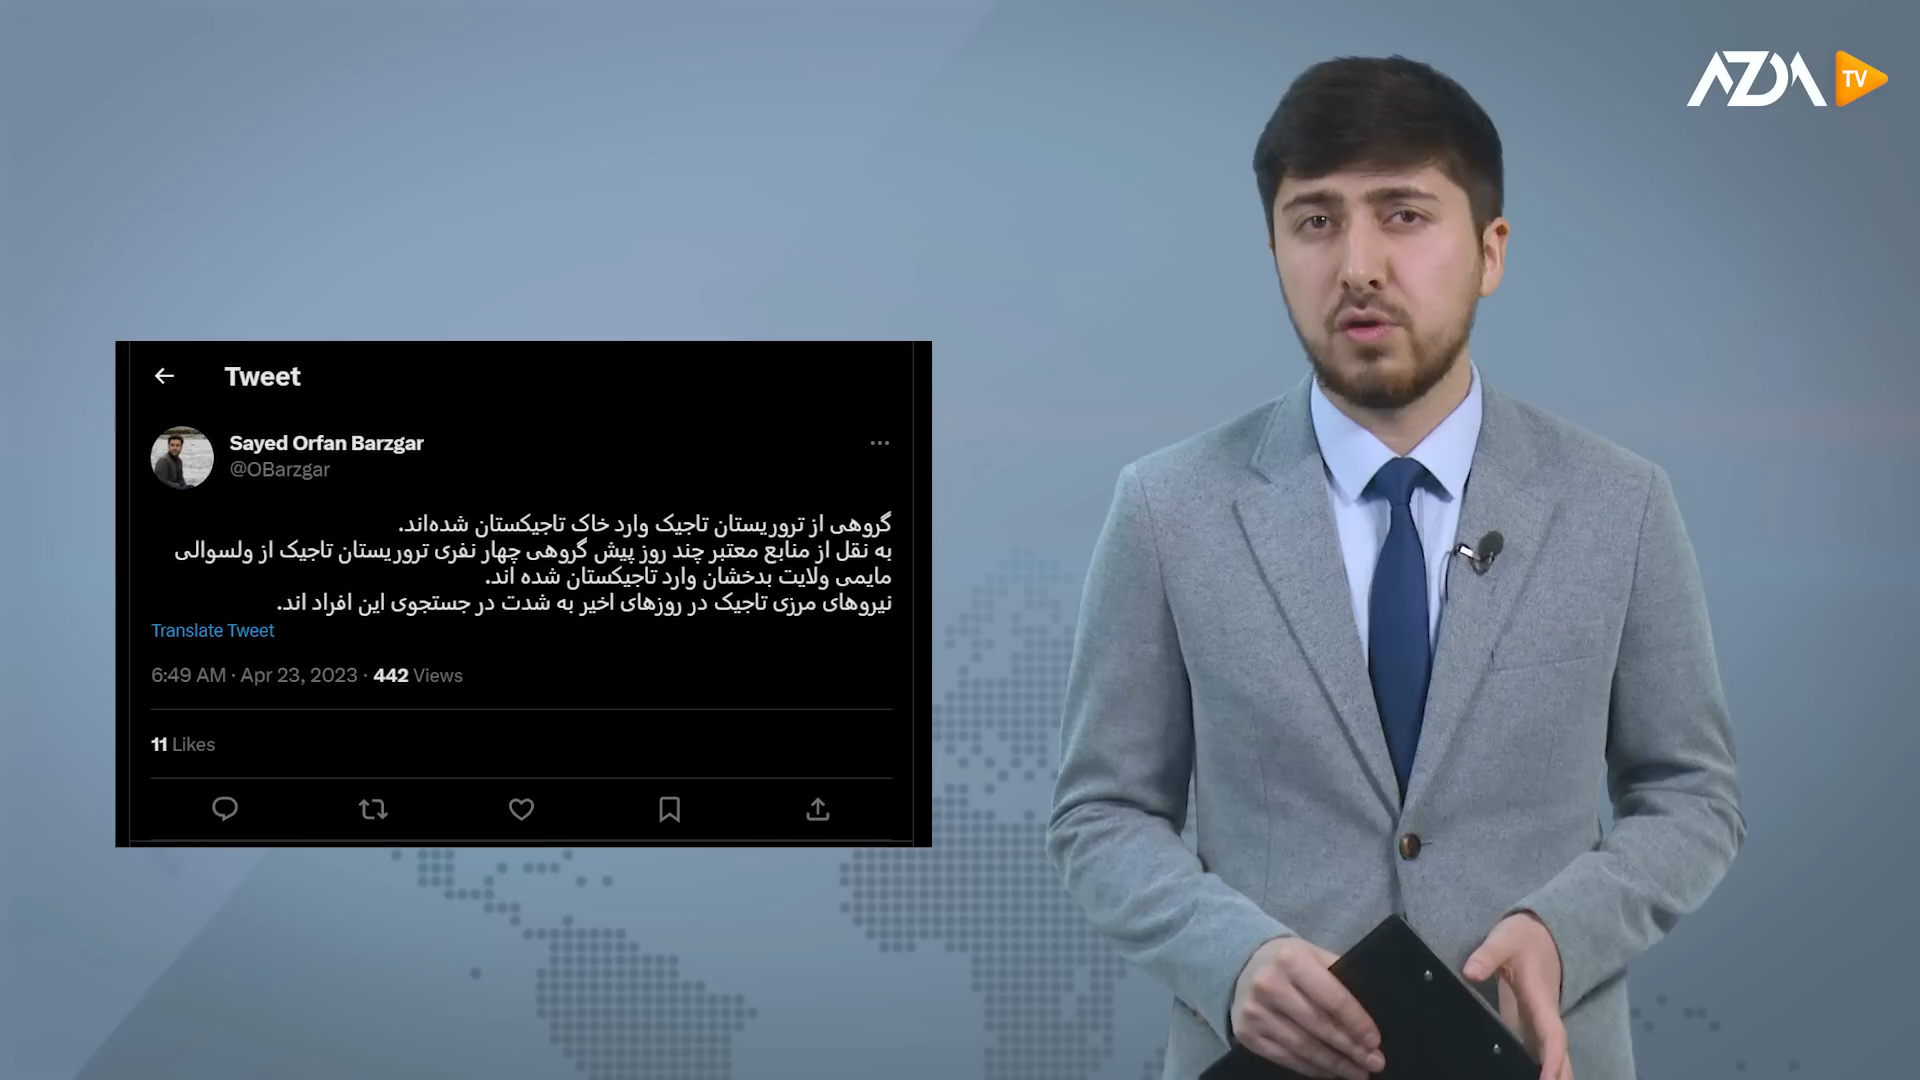 AZDA TV
Tweet
Sayed Orfan Barzgar
@OBarzgar
گروهی از تروریستان تاجیک وارد خاک تاجیکستان شده‌اند.
به نقل از منابع معتبر چند روز پیش گروهی چهار نفری تروریستان تاجیک از ولسوالی
مایمی ولایت بدخشان وارد تاجیکستان شده اند.
نیروهای مرزی تاجیک در روزهای اخیر به شدت در جستجوی این افراد اند.
Translate Tweet
6:49 AM · Apr 23, 2023 · 442 Views
11 Likes